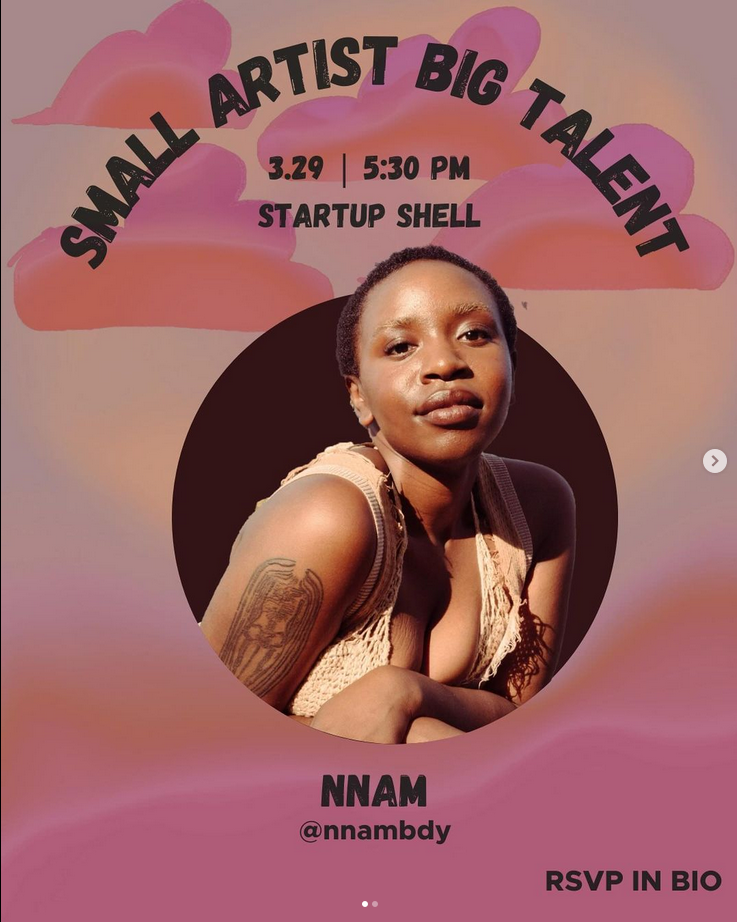 SMALL ARTIST BIG TALENT
3.29 | 5:30 PM
STARTUP SHELL
NNAM
@nnambdy
RSVP IN BIO